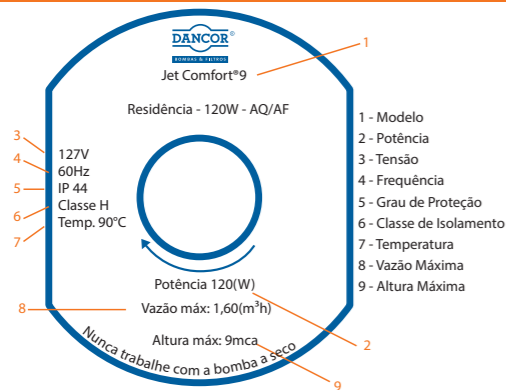 DANCOR®
BOMBAS & FILTROS
Jet Comfort®9
1
Residência - 120W - AQ/AF
3
4
5
6
7
127V
60Hz
IP 44
Classe H
Temp. 90°C
1 - Modelo
2 - Potência
3 - Tensão
4 - Frequência
5 - Grau de Proteção
6 - Classe de Isolamento
7 - Temperatura
8 - Vazão Máxima
9 - Altura Máxima
Potência 120(W)
8
Vazão máx: 1,60(m³h)
Altura máx: 9mca
2
Nunca trabalhe com a bomba a seco
9